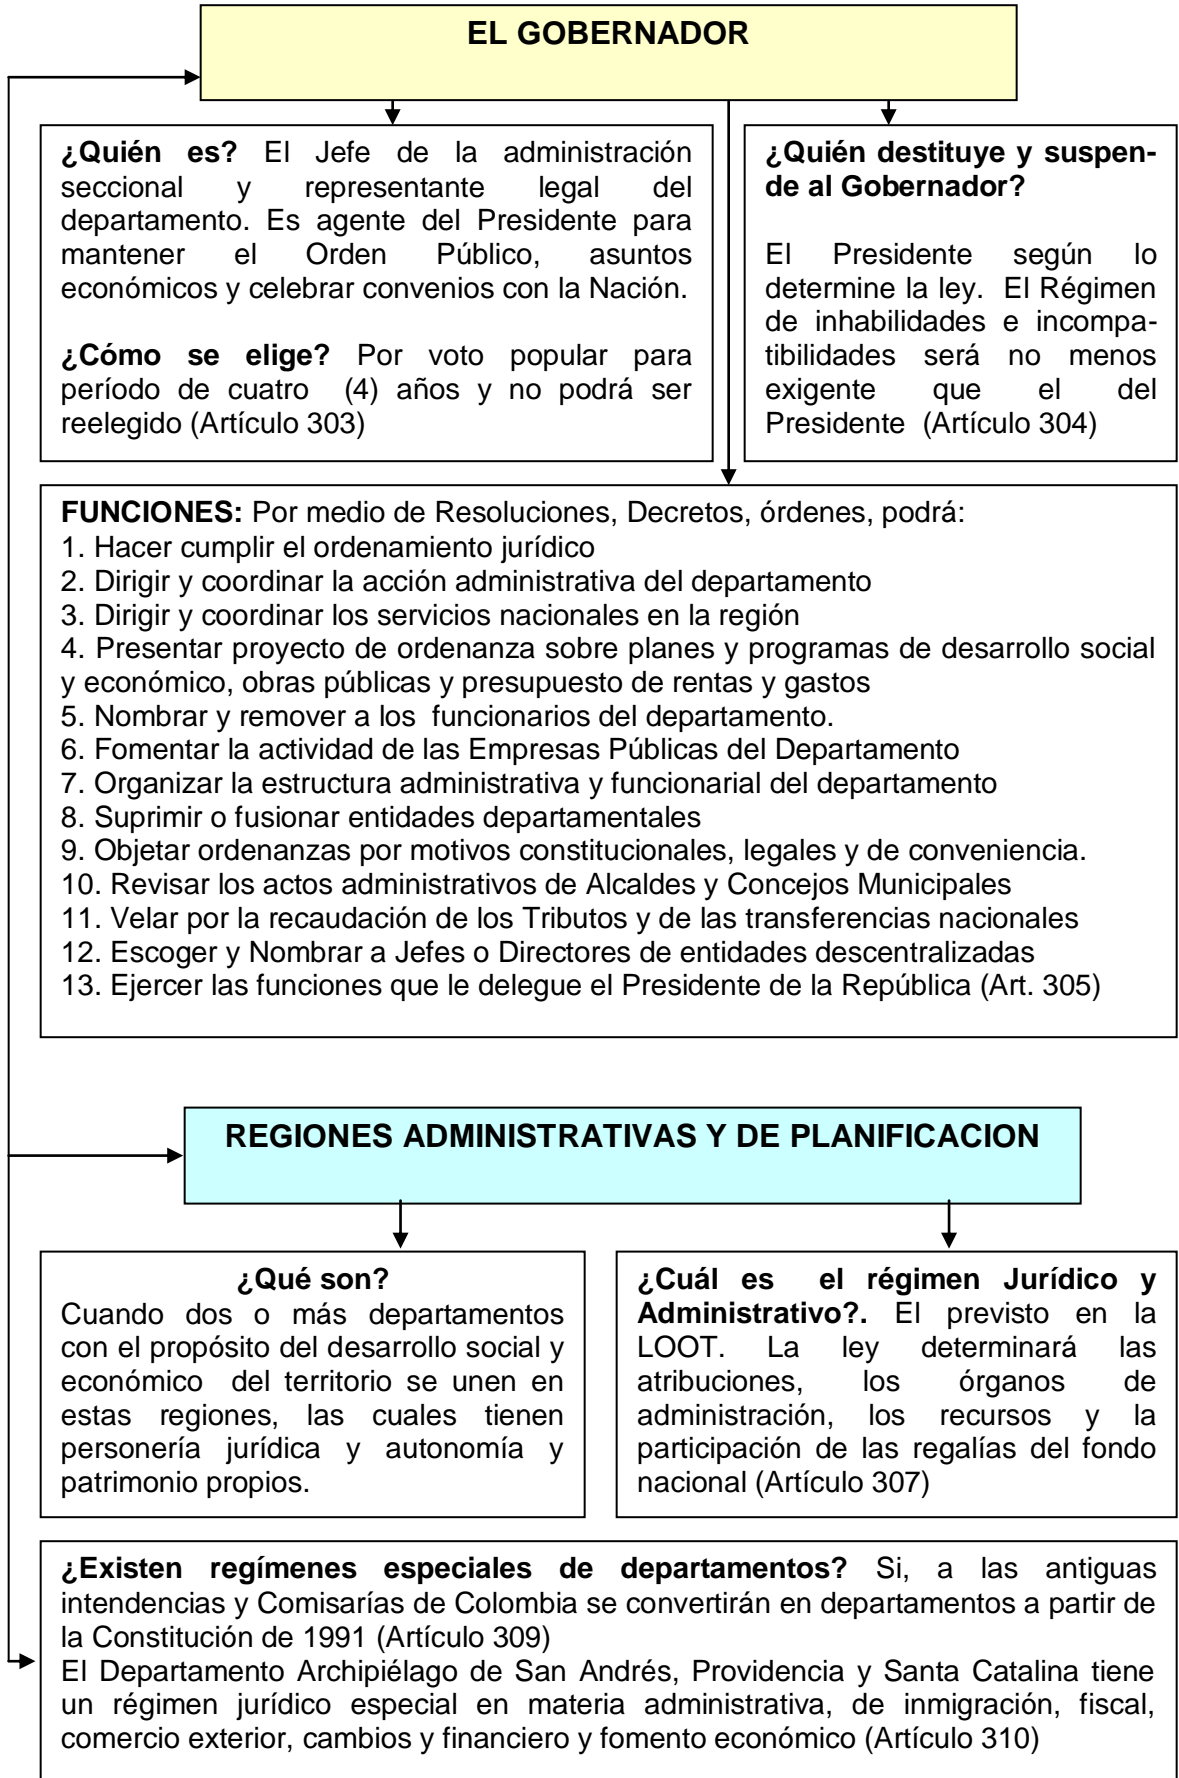 EL GOBERNADOR
¿Quién es? El Jefe de la administración
seccional y representante legal del
departamento. Es agente del Presidente para
mantener el Orden Público, asuntos
económicos y celebrar convenios con la Nación.
¿Cómo se elige? Por voto popular para
período de cuatro (4) años y no podrá ser
reelegido (Artículo 303)
¿Quién destituye y suspen-
de al Gobernador?
El Presidente según lo
determine la ley. El Régimen
de inhabilidades e incompa-
tibilidades será no menos
exigente que el del
Presidente (Artículo 304)
FUNCIONES: Por medio de Resoluciones, Decretos, órdenes, podrá:
1. Hacer cumplir el ordenamiento jurídico
2. Dirigir y coordinar la acción administrativa del departamento
3. Dirigir y coordinar los servicios nacionales en la región
4. Presentar proyecto de ordenanza sobre planes y programas de desarrollo social
y económico, obras públicas y presupuesto de rentas y gastos
5. Nombrar y remover a los funcionarios del departamento.
6. Fomentar la actividad de las Empresas Públicas del Departamento
7. Organizar la estructura administrativa y funcionarial del departamento
8. Suprimir o fusionar entidades departamentales
9. Objetar ordenanzas por motivos constitucionales, legales y de conveniencia.
10. Revisar los actos administrativos de Alcaldes y Concejos Municipales
11. Velar por la recaudación de los Tributos y de las transferencias nacionales
12. Escoger y Nombrar a Jefes o Directores de entidades descentralizadas
13. Ejercer las funciones que le delegue el Presidente de la República (Art. 305)
REGIONES ADMINISTRATIVAS Y DE PLANIFICACION
¿Qué son?
Cuando dos o más departamentos
con el propósito del desarrollo social y
económico del territorio se unen en
estas regiones, las cuales tienen
personería jurídica y autonomía y
patrimonio propios.
¿Cuál es el régimen Jurídico y
Administrativo?. El previsto en la
LOOT. La ley determinará las
atribuciones, los órganos de
administración, los recursos y la
participación de las regalías del fondo
nacional (Artículo 307)
¿Existen regímenes especiales de departamentos? Si, a las antiguas
intendencias y Comisarías de Colombia se convertirán en departamentos a partir de
la Constitución de 1991 (Artículo 309)
El Departamento Archipiélago de San Andrés, Providencia y Santa Catalina tiene
un régimen jurídico especial en materia administrativa, de inmigración, fiscal,
comercio exterior, cambios y financiero y fomento económico (Artículo 310)